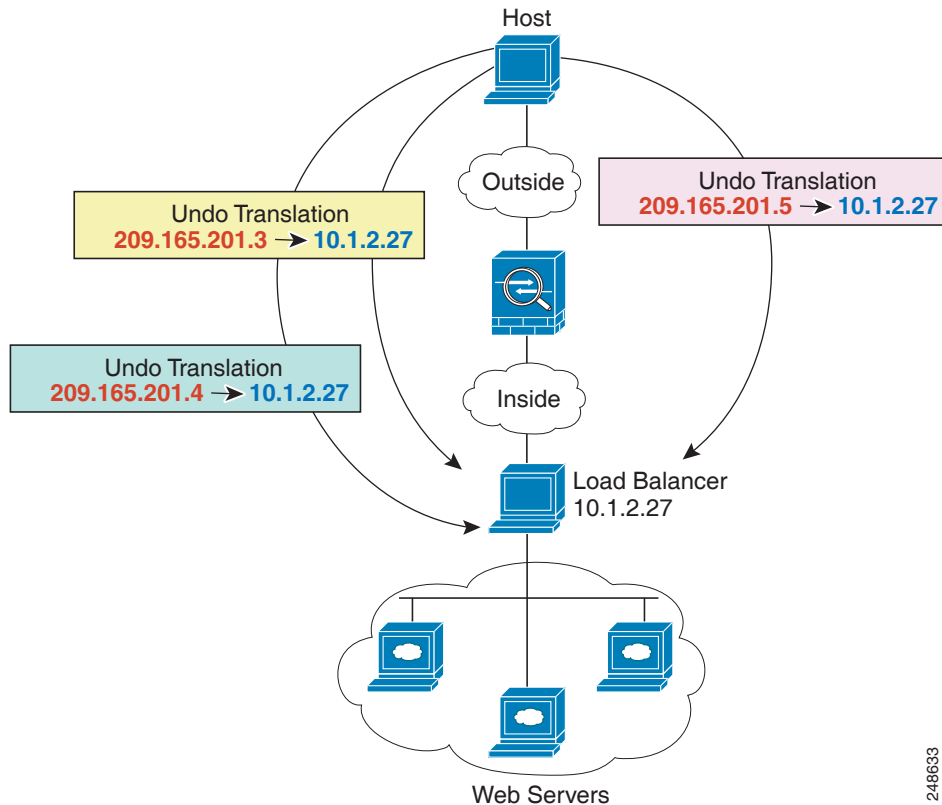 Host
Outside
Undo Translation
209.165.201.3 → 10.1.2.27
Undo Translation
209.165.201.5 → 10.1.2.27
Undo Translation
209.165.201.4 → 10.1.2.27
Inside
Load Balancer
10.1.2.27
Web Servers
248633